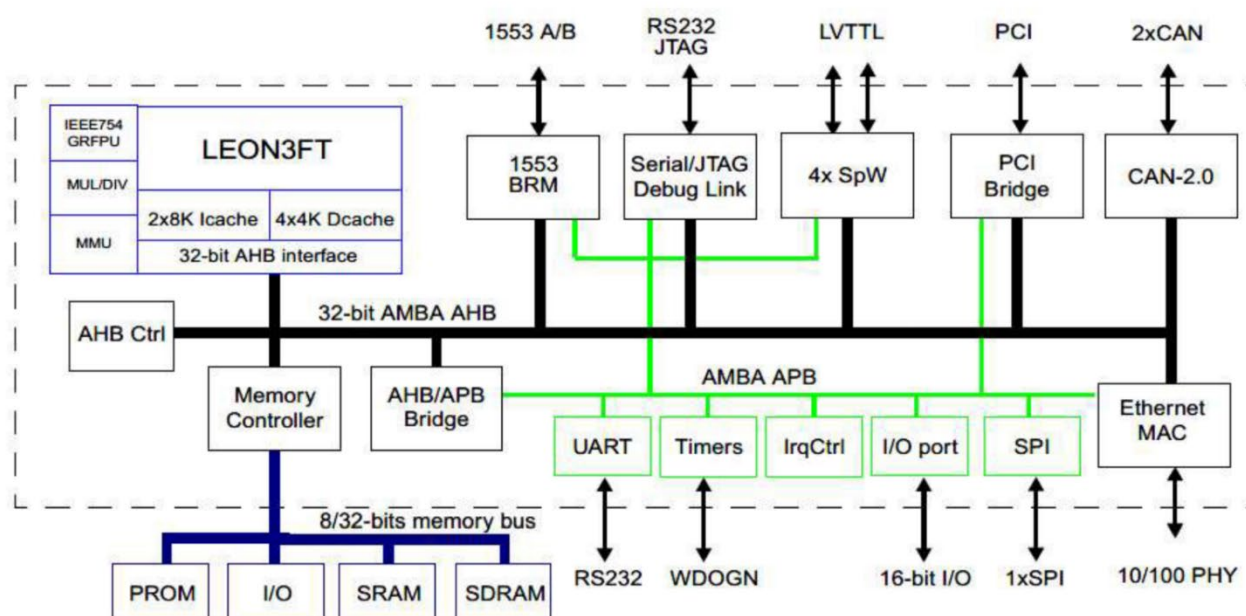 1553 A/B
RS232
JTAG
LVTTL
PCI
2xCAN
IEEE754
GRFPU
LEON3FT
MUL/DIV
2x8K Icache
4x4K Dcache
MMU
32-bit AHB interface
1553
BRM
Serial/JTAG
Debug Link
4x SpW
PCI
Bridge
CAN-2.0
32-bit AMBA AHB
AHB Ctrl
Memory
Controller
AHB/APB
Bridge
AMBA APB
Ethernet
MAC
UART
Timers
IrqCtrl
I/O port
SPI
8/32-bits memory bus
PROM
I/O
SRAM
SDRAM
RS232
WDOGN
16-bit I/O
1xSPI
10/100 PHY